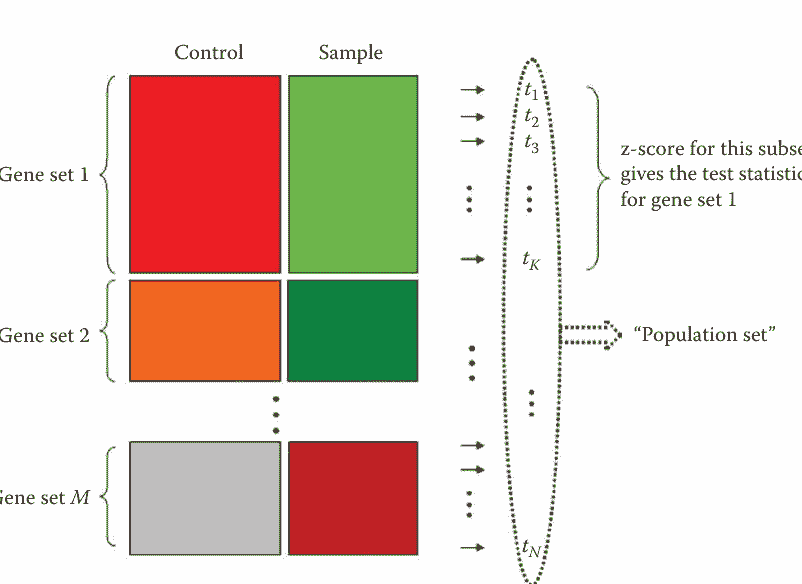 Control Sample
t1
t2
t3
z-score for this subse
gives the test statistic
for gene set 1
Gene set 1
tK
Gene set 2
“Population set”
Gene set M
tN